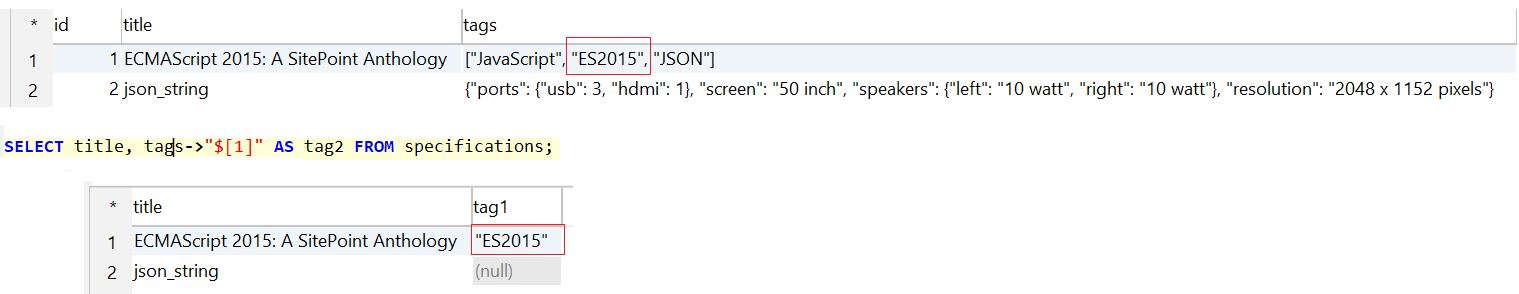 * id title tags
1 1 ECMAScript 2015: A SitePoint Anthology ["JavaScript", "ES2015", "JSON"]
2 2 json_string {"ports": {"usb": 3, "hdmi": 1}, "screen": "50 inch", "speakers": {"left": "10 watt", "right": "10 watt"}, "resolution": "2048 x 1152 pixels"}
SELECT title, tags->"$[1]" AS tag2 FROM specifications;
* title tag1
1 ECMAScript 2015: A SitePoint Anthology "ES2015"
2 json_string (null)